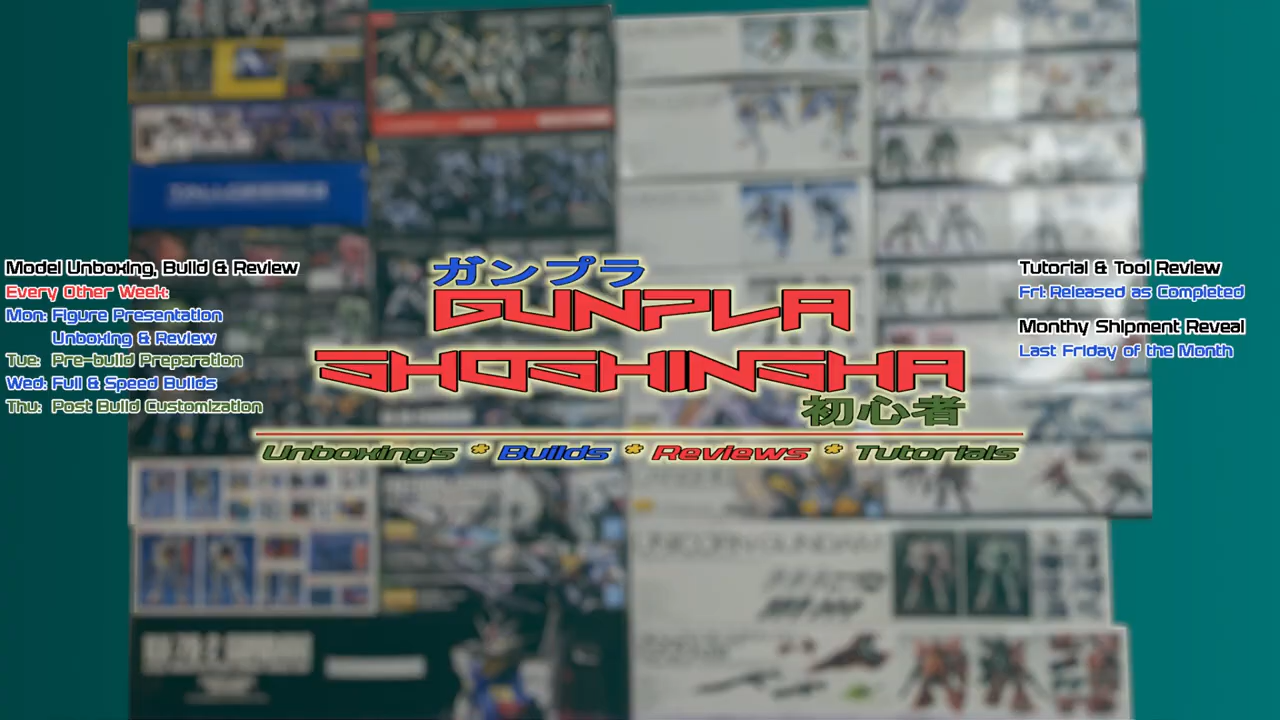 Model Unboxing, Build & Review
Every Other Week:
Mon: Figure Presentation
Unboxing & Review
Tue: Pre-build Preparation
Wed: Full & Speed Builds
Thu: Post Build Customization
ガンプラ
GUNPLA
SHOSHINSHA
初心者
Unboxings * Builds * Reviews * Tutorials
Tutorial & Tool Review
Fri: Released as Completed
Monthy Shipment Reveal
Last Friday of the Month